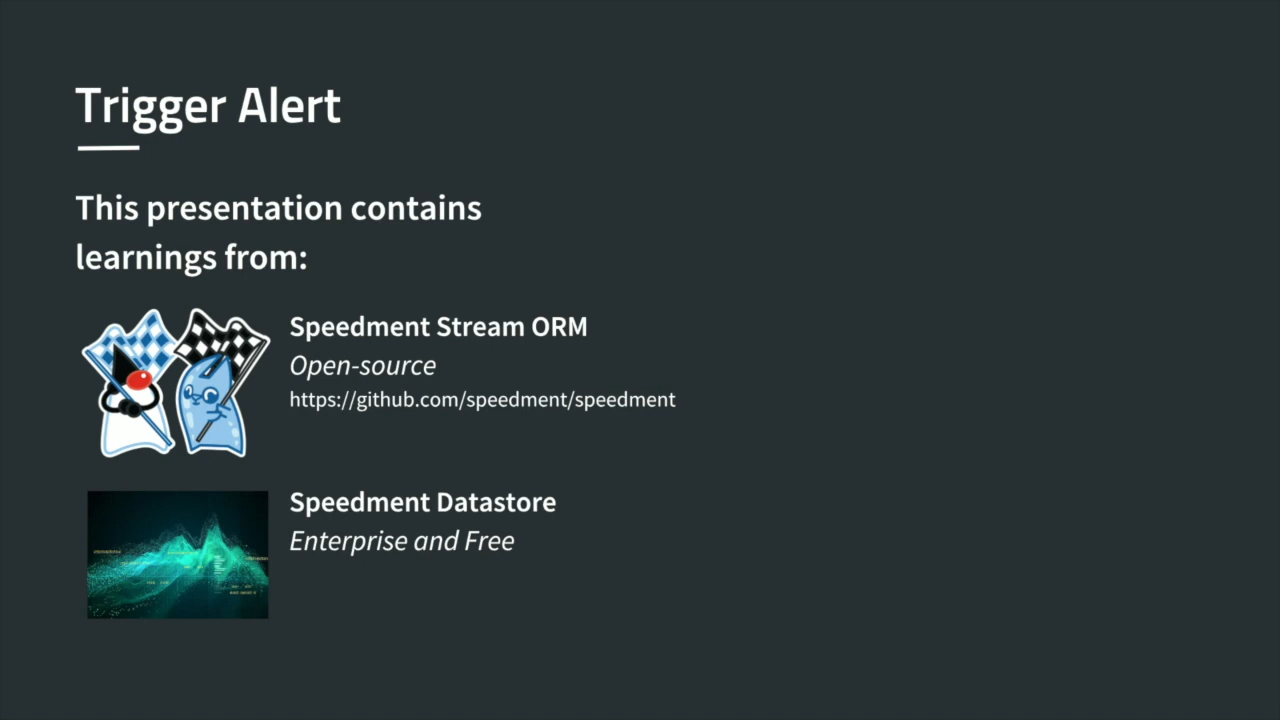 Trigger Alert
This presentation contains
learnings from:
Speedment Stream ORM
Open-source
https://github.com/speedment/speedment
Speedment Datastore
Enterprise and Free